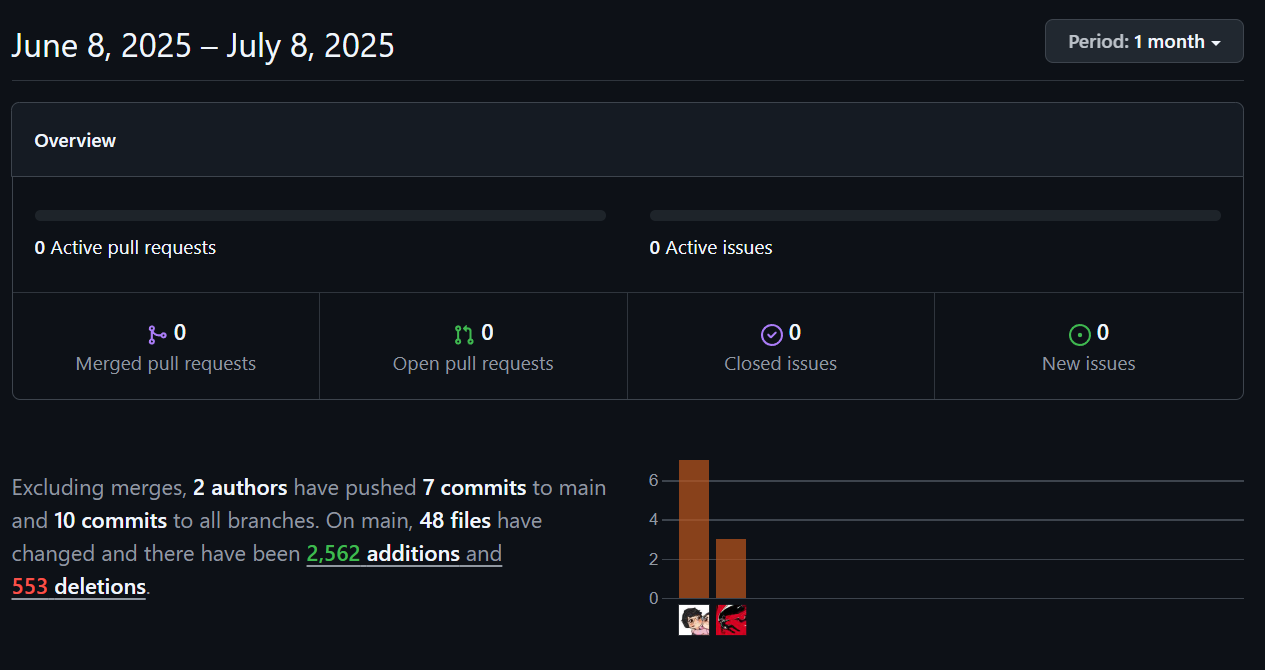 June 8, 2025 – July 8, 2025
Period: 1 month
Overview
0 Active pull requests
0 Active issues
0
Merged pull requests
0
Open pull requests
0
Closed issues
0
New issues
Excluding merges, 2 authors have pushed 7 commits to main
and 10 commits to all branches. On main, 48 files have
changed and there have been 2,562 additions and
553 deletions.
6
4
2
0